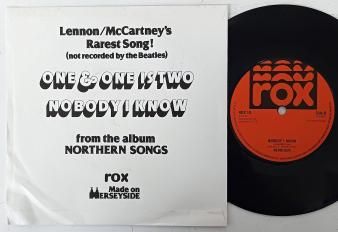 Lennon/McCartney's
Rarest Song!
(not recorded by the Beatles)
ONE & ONE IS TWO
NOBODY I KNOW
from the album
NORTHERN SONGS
rox
Made on
MERSEYSIDE
rox
NOBODY I KNOW